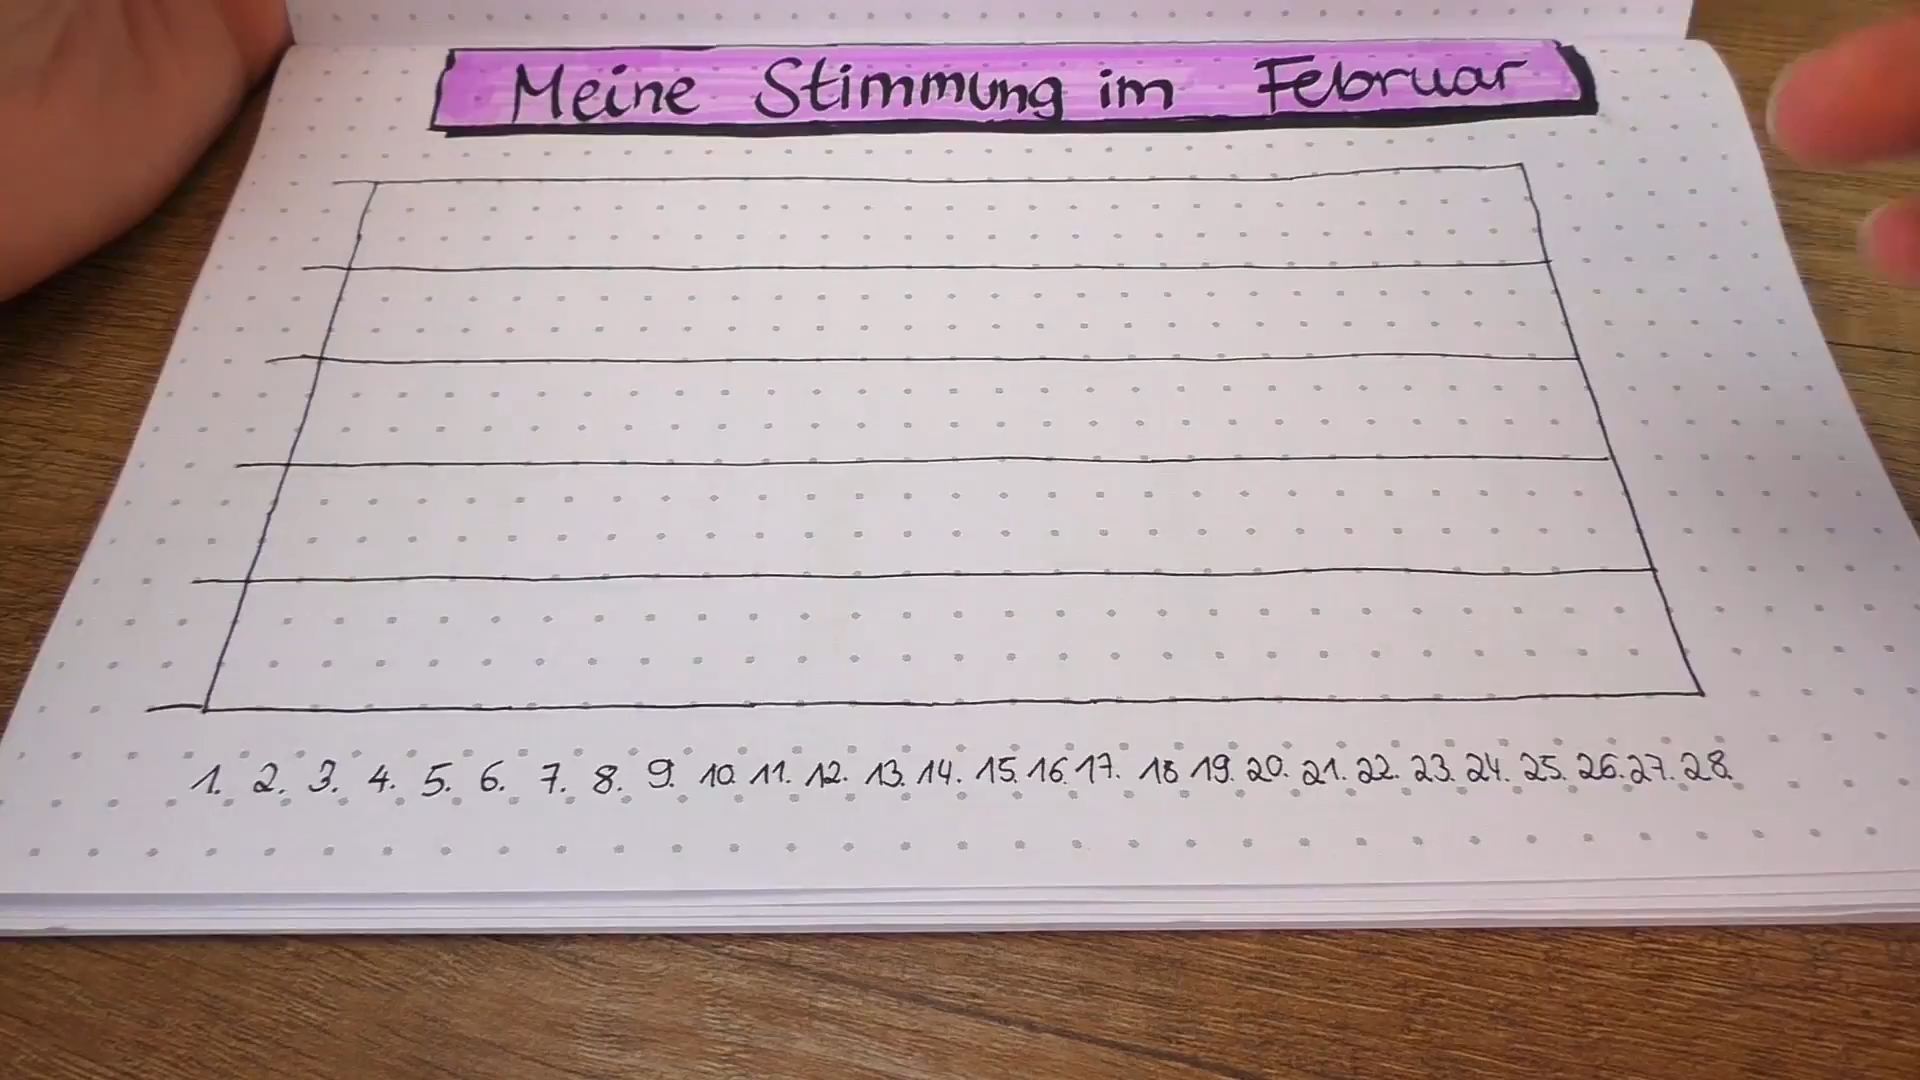 Meine Stimmung im Februar
1. 2. 3. 4. 5. 6. 7. 8. 9. 10. 11. 12. 13. 14. 15. 16. 17. 18 19. 20. 21. 22. 23. 24. 25. 26. 27. 28.